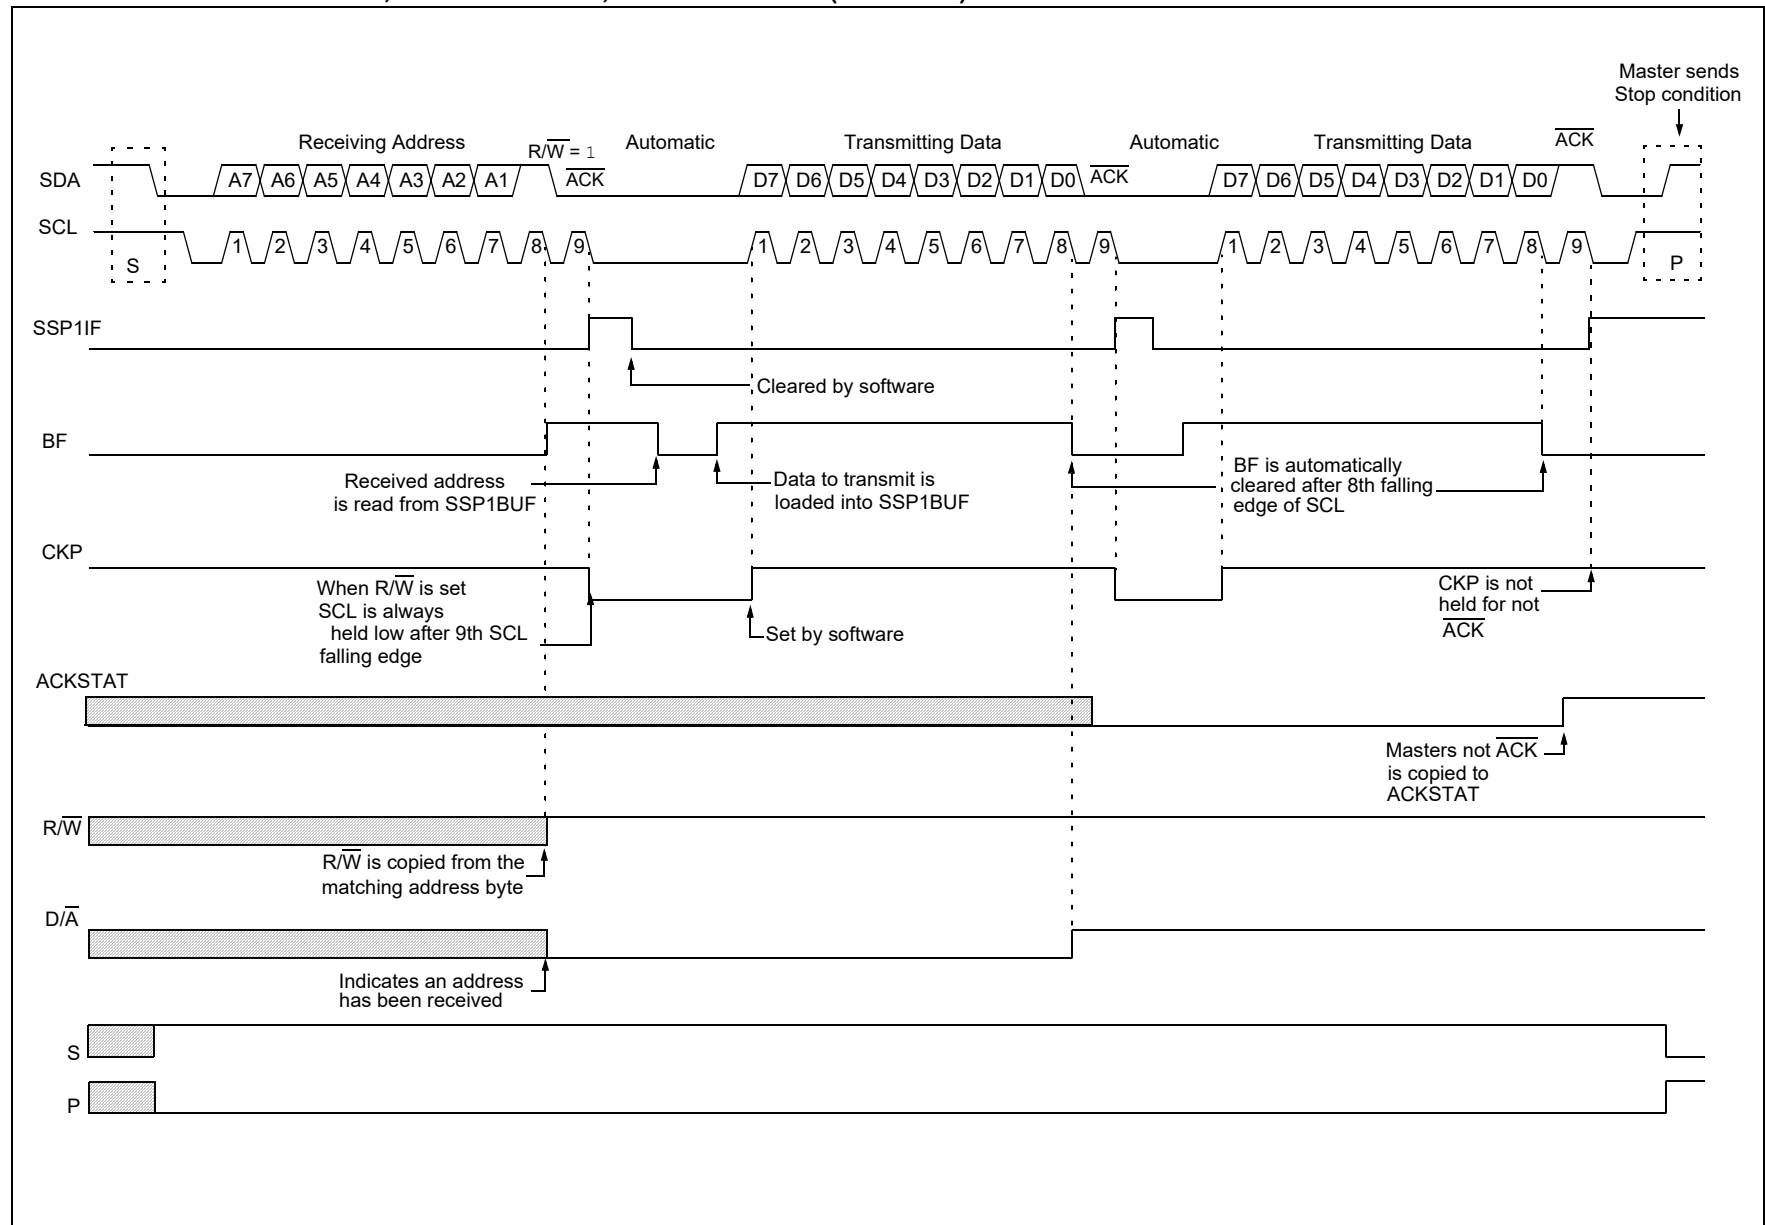 Master sends
Stop condition
Receiving Address
R/W̅ = 1
Automatic
Transmitting Data
Automatic
Transmitting Data
A̅C̅K̅
SDA
A7 A6 A5 A4 A3 A2 A1
A̅C̅K̅
D7 D6 D5 D4 D3 D2 D1 D0
A̅C̅K̅
D7 D6 D5 D4 D3 D2 D1 D0
SCL
S
1 2 3 4 5 6 7 8 9
1 2 3 4 5 6 7 8 9
1 2 3 4 5 6 7 8 9
P
SSP1IF
Cleared by software
BF
Received address
is read from SSP1BUF
Data to transmit is
loaded into SSP1BUF
BF is automatically
cleared after 8th falling
edge of SCL
CKP
When R/W̅ is set
SCL is always
held low after 9th SCL
falling edge
Set by software
CKP is not
held for not
A̅C̅K̅
ACKSTAT
Masters not A̅C̅K̅
is copied to
ACKSTAT
R/W̅
R/W̅ is copied from the
matching address byte
D/A̅
Indicates an address
has been received
S
P